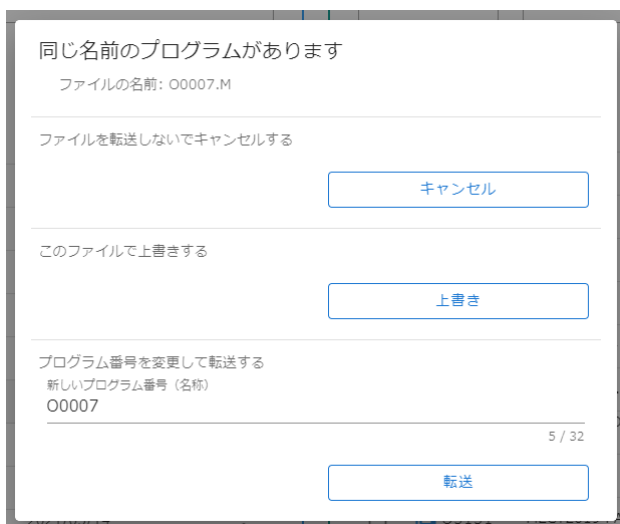 同じ名前のプログラムがあります
ファイルの名前: O0007.M
ファイルを転送しないでキャンセルする
キャンセル
このファイルで上書きする
上書き
プログラム番号を変更して転送する
新しいプログラム番号（名称）
O0007
5 / 32
転送